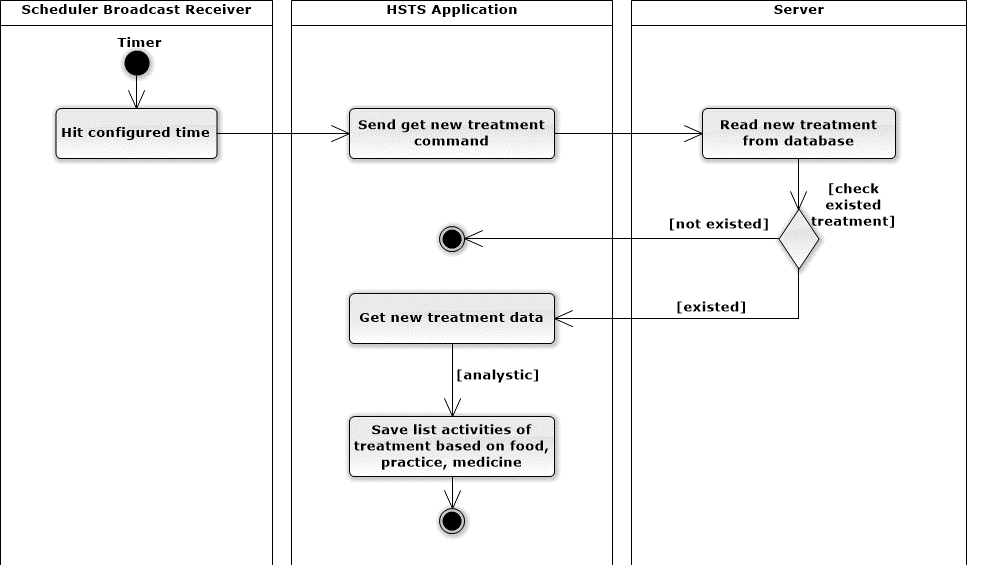 Scheduler Broadcast Receiver
HSTS Application
Server
Timer
Hit configured time
Send get new treatment
command
Read new treatment
from database
[check
existed
treatment]
[not existed]
[existed]
Get new treatment data
[analystic]
Save list activities of
treatment based on food,
practice, medicine